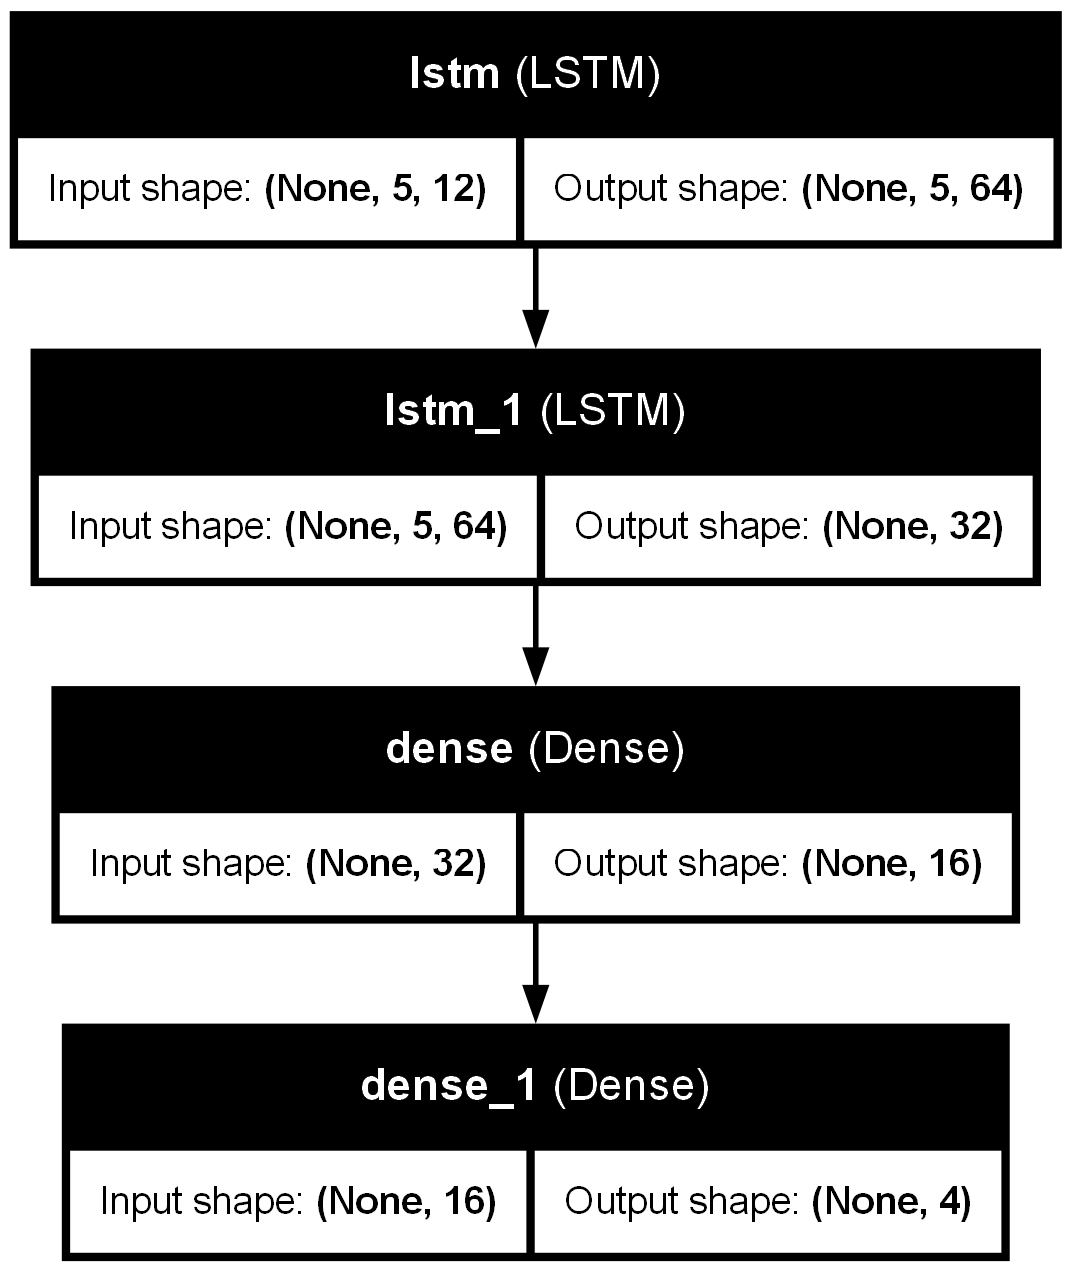 lstm (LSTM)
Input shape: (None, 5, 12) Output shape: (None, 5, 64)
lstm_1 (LSTM)
Input shape: (None, 5, 64) Output shape: (None, 32)
dense (Dense)
Input shape: (None, 32) Output shape: (None, 16)
dense_1 (Dense)
Input shape: (None, 16) Output shape: (None, 4)